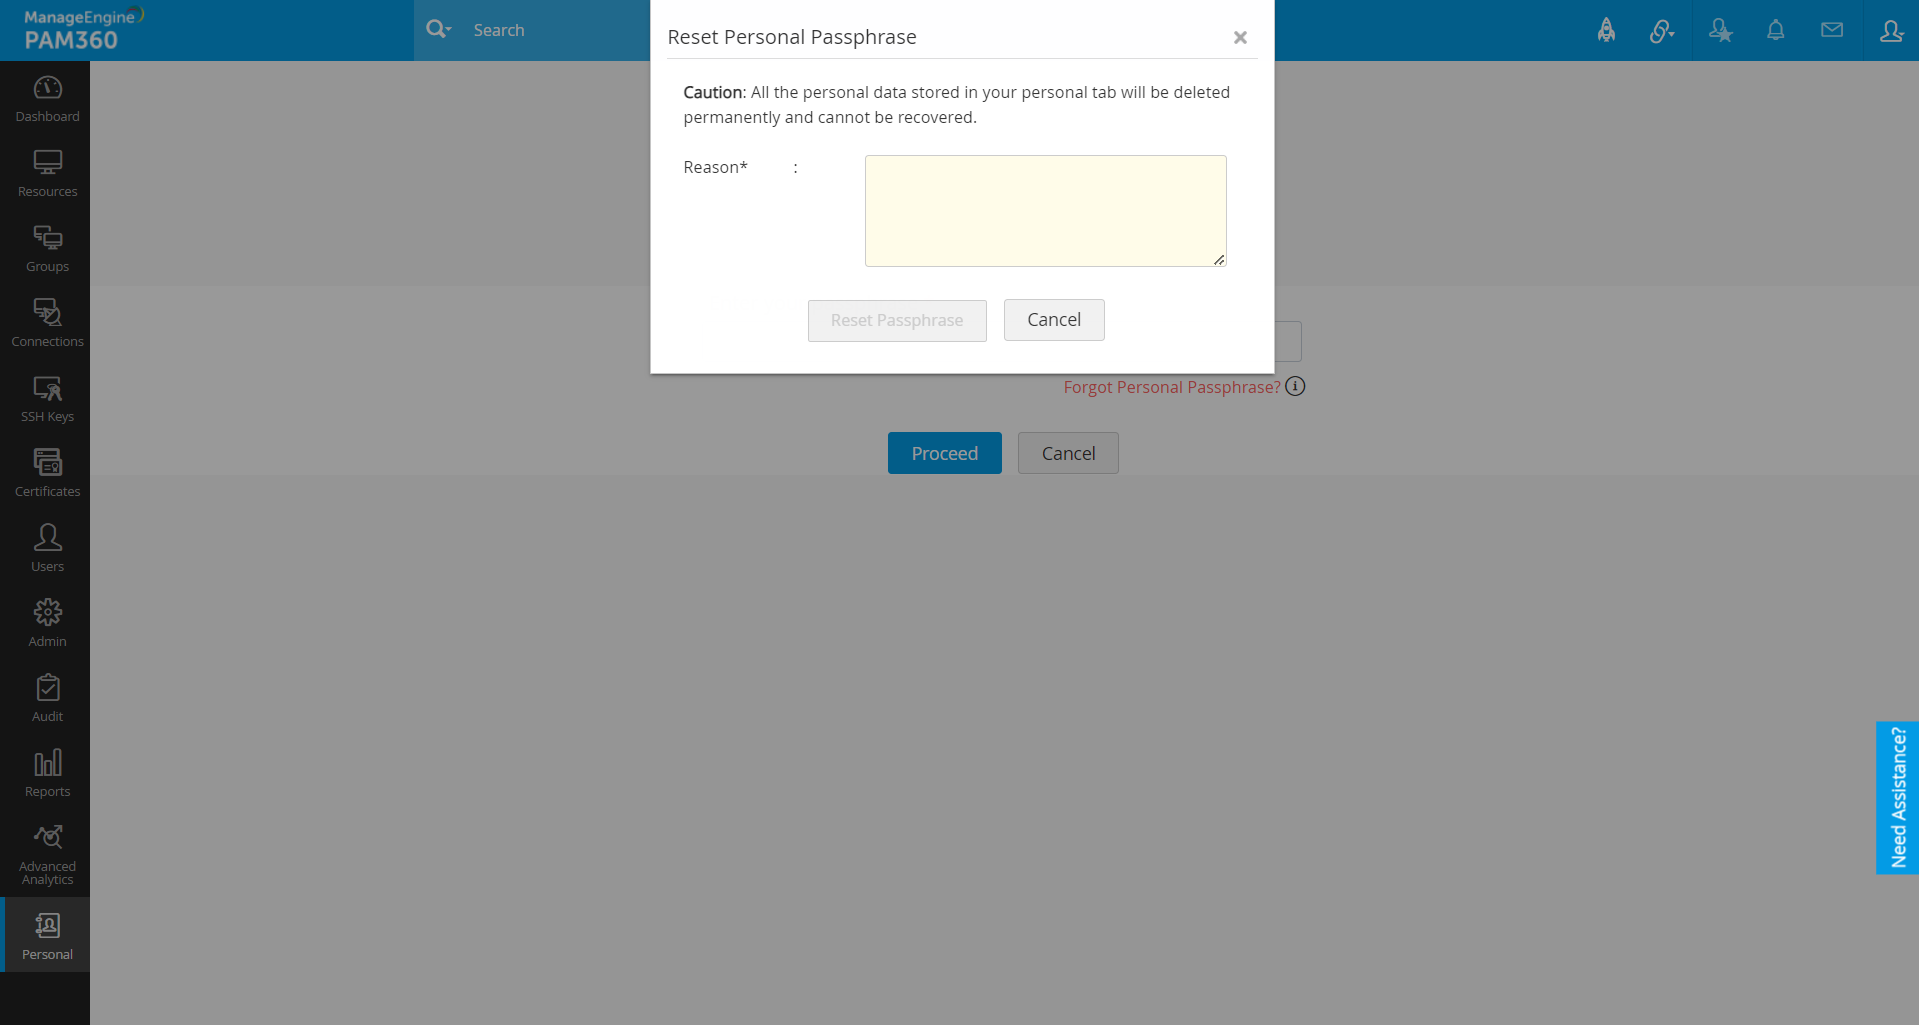 ManageEngine
PAM360
Search
Reset Personal Passphrase
Caution: All the personal data stored in your personal tab will be deleted
permanently and cannot be recovered.
Reason* :
Reset Passphrase
Cancel
Forgot Personal Passphrase?
Proceed
Cancel
Dashboard
Resources
Groups
Connections
SSH Keys
Certificates
Users
Admin
Audit
Reports
Advanced
Analytics
Personal
Need Assistance?